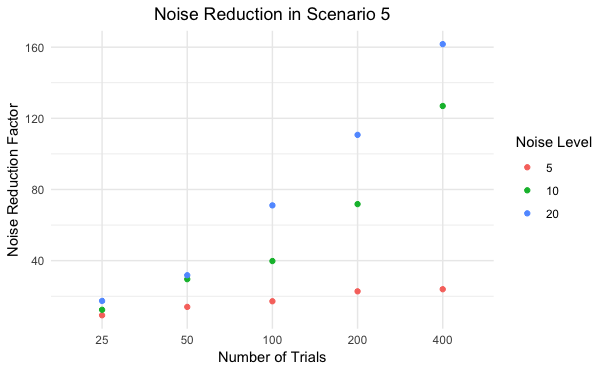 Noise Reduction in Scenario 5
Noise Reduction Factor
160
120
80
40
25 50 100 200 400
Number of Trials
Noise Level
5
10
20